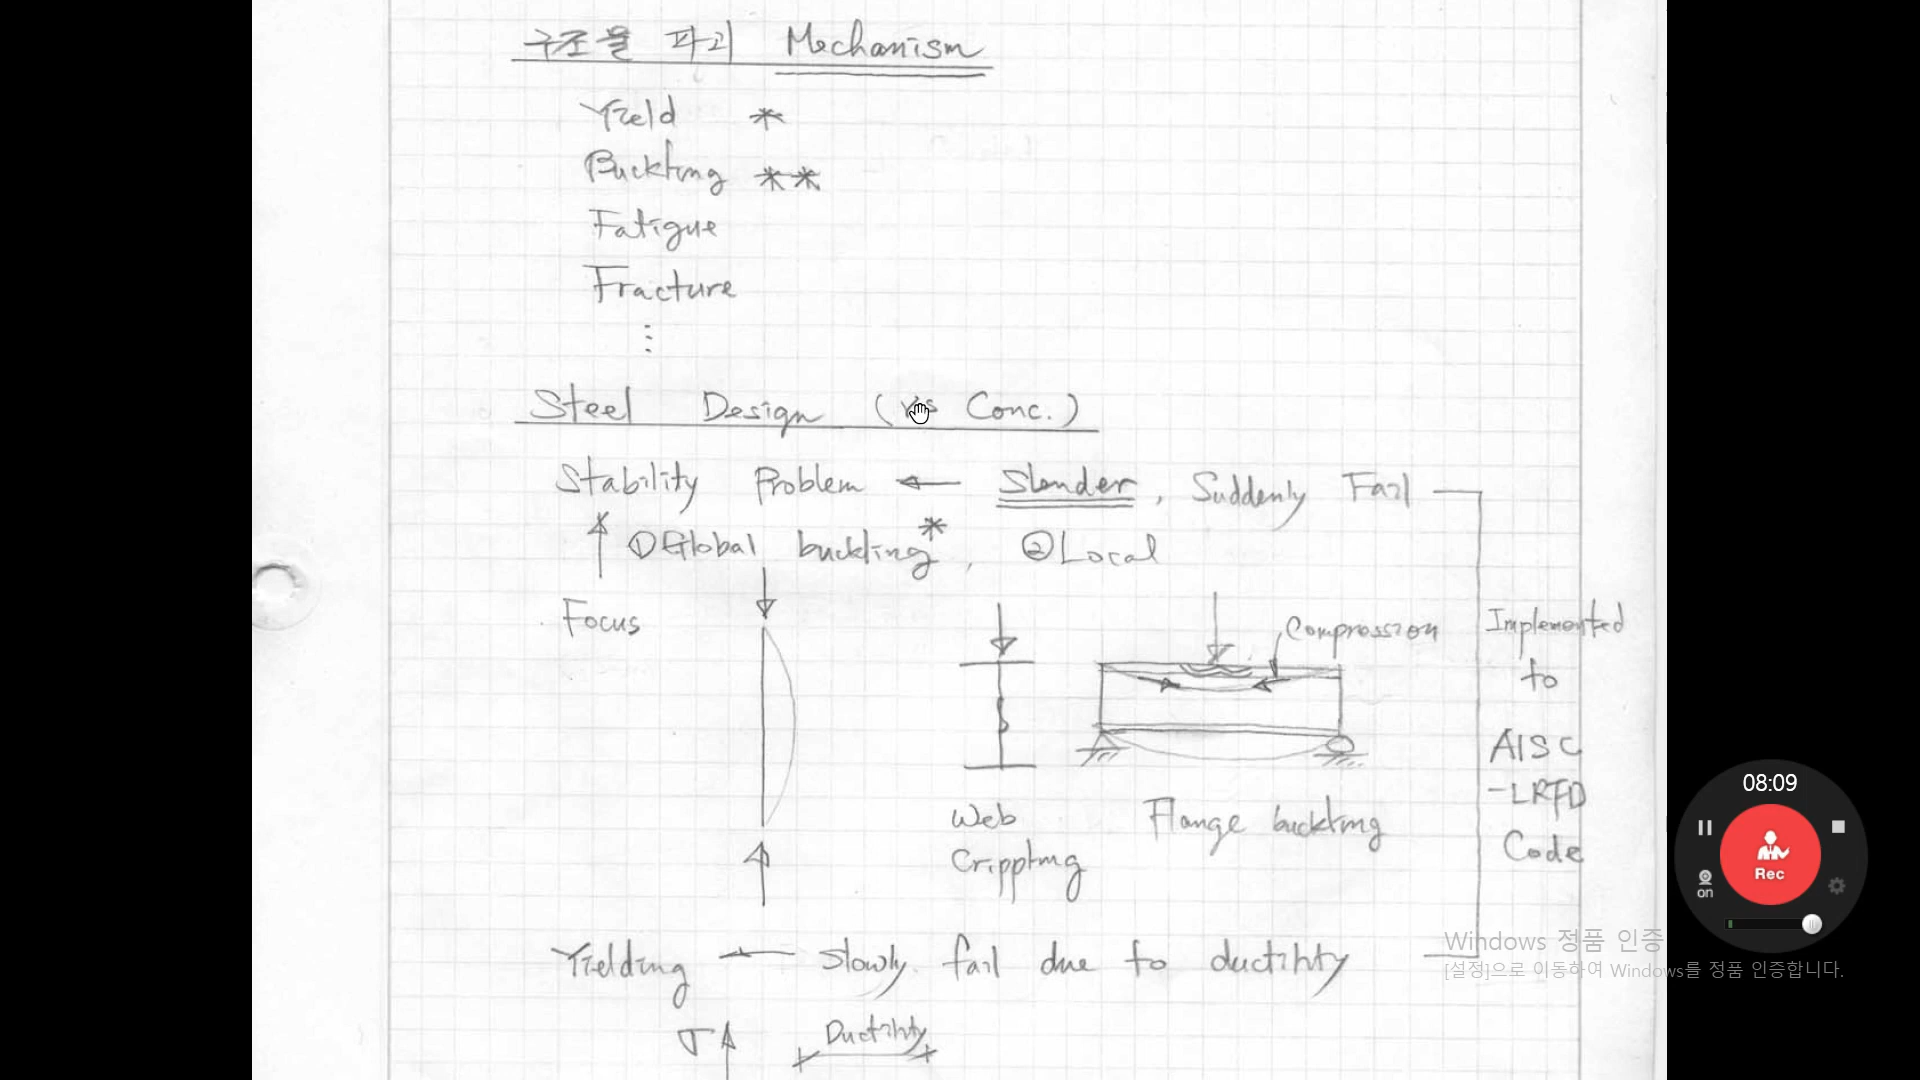 구조물 파괴 Mechanism
Yield *
Buckling **
Fatigue
Fracture
⋮
Steel Design (vs Conc.)
Stability Problem ← Slender, Suddenly Fail
① Global buckling*, ② Local
Focus
Compression
Implemented
to
AISC
-LRFD
Code
Web
Crippling
Flange buckling
Yielding ← Slowly fail due to ductility
σ
Ductility
08:09
Rec
on
Windows 정품 인증
[설정]으로 이동하여 Windows를 정품 인증합니다.